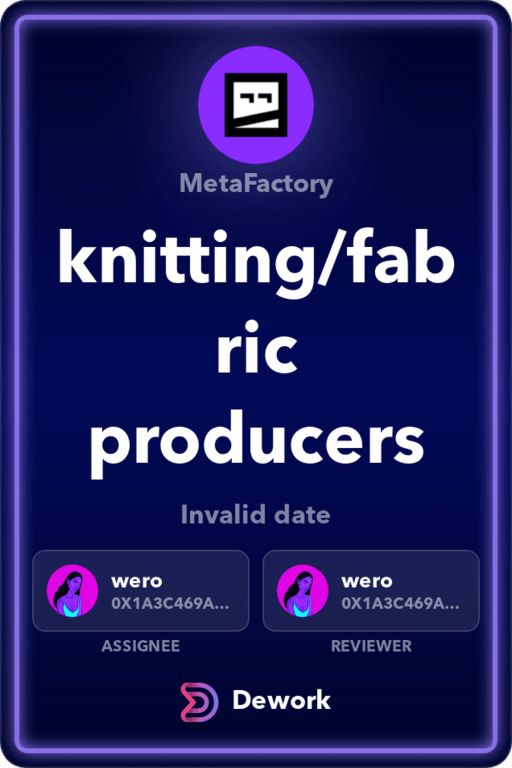 MetaFactory
knitting/fab
ric
producers
Invalid date
wero
0X1A3C469A...
ASSIGNEE
wero
0X1A3C469A...
REVIEWER
Dework